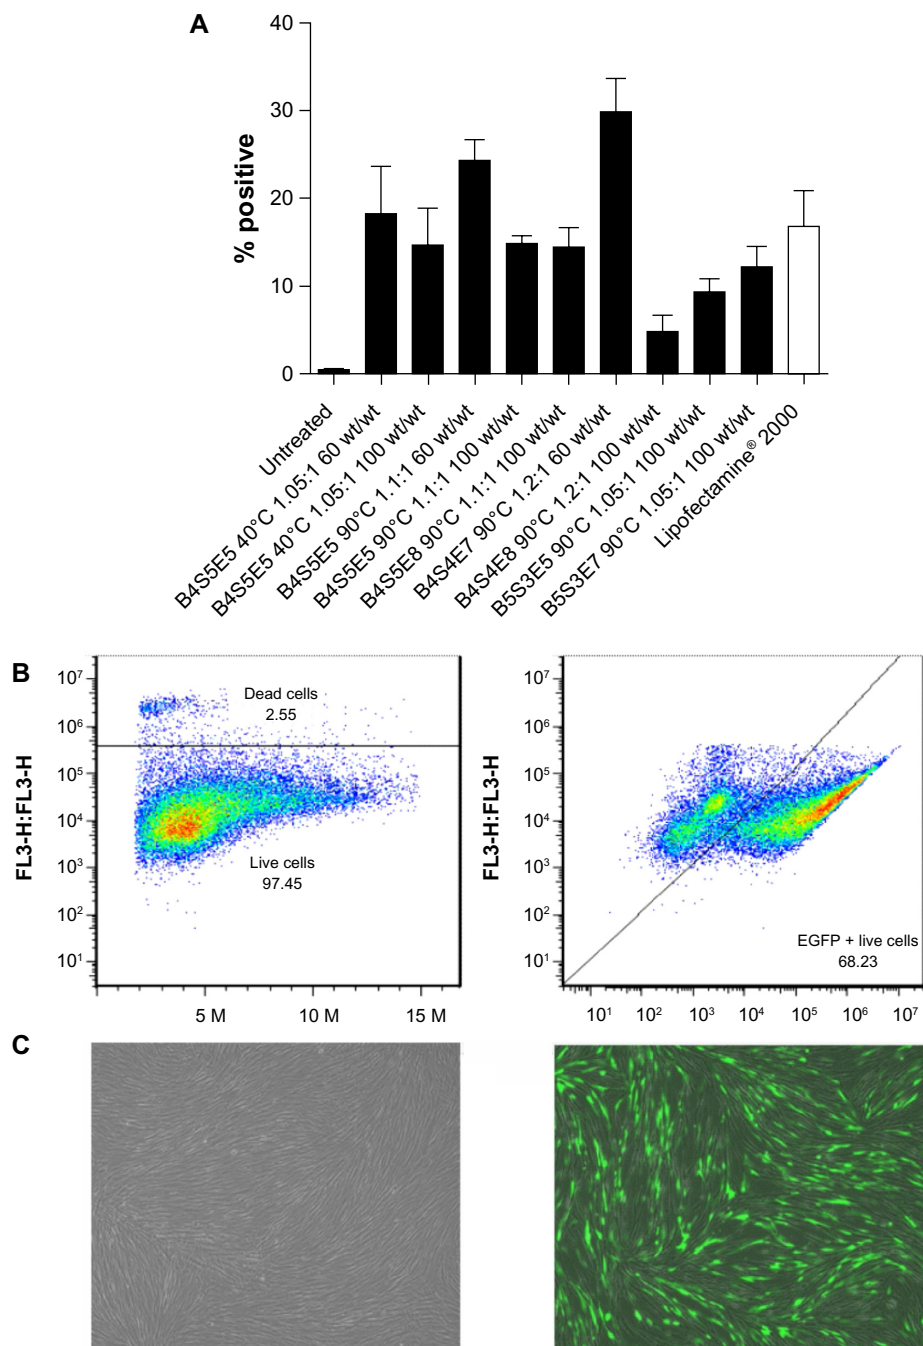 A
% positive
40
30
20
10
0
Untreated
B4S5E5 40°C 1.05:1 60 wt/wt
B4S5E5 40°C 1.05:1 100 wt/wt
B4S5E5 90°C 1.1:1 60 wt/wt
B4S5E5 90°C 1.1:1 100 wt/wt
B4S5E8 90°C 1.1:1 100 wt/wt
B4S4E7 90°C 1.2:1 60 wt/wt
B4S4E8 90°C 1.2:1 100 wt/wt
B5S3E5 90°C 1.05:1 100 wt/wt
B5S3E7 90°C 1.05:1 100 wt/wt
Lipofectamine® 2000
B
FL3-H:FL3-H
10⁷
10⁶
10⁵
10⁴
10³
10²
10¹
Dead cells
2.55
Live cells
97.45
5 M 10 M 15 M
FL3-H:FL3-H
10⁷
10⁶
10⁵
10⁴
10³
10²
10¹
EGFP + live cells
68.23
10¹ 10² 10³ 10⁴ 10⁵ 10⁶ 10⁷
C